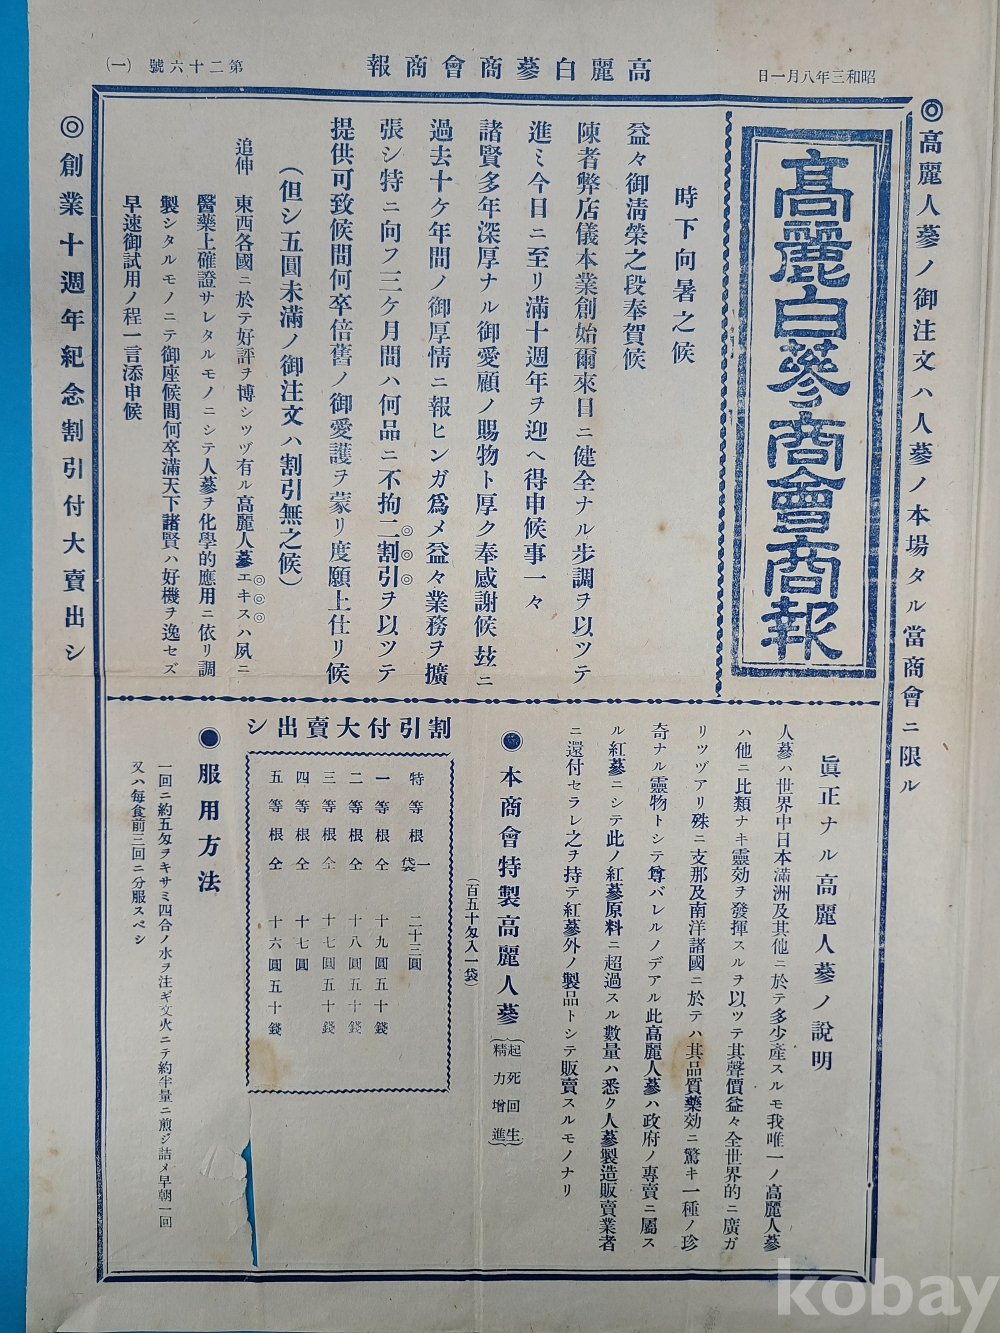 昭和三年八月一日
高麗白蔘商會商報
第二十六號 (一)
◎高麗人蔘ノ御注文ハ人蔘ノ本場タル當商會ニ限ル
高麗白蔘商會商報
時下向暑之候
益々御清榮之段奉賀候
陳者弊店儀本業創始爾來日ニ健全ナル步調ヲ以ツテ
進ミ今日ニ至リ滿十週年ヲ迎ヘ得申候事一々
諸賢多年深厚ナル御愛顧ノ賜物ト厚ク奉感謝候玆ニ
過去十ケ年間ノ御厚情ニ報ヒンガ爲メ益々業務ヲ擴
張シ特ニ向フ三ケ月間ハ何品ニ不拘二割引ヲ以ツテ
提供可致候間何卒倍舊ノ御愛護ヲ蒙リ度願上仕リ候
(但シ五圓未滿ノ御注文ハ割引無之候)
追伸 東西各國ニ於テ好評ヲ博シツヅ有ル高麗人蔘エキスハ夙ニ
醫藥上確證サレタルモノニシテ人蔘ヲ化學的應用ニ依リ調
製シタルモノニテ御座候間何卒滿天下諸賢ハ好機ヲ逸セズ
早速御試用ノ程一言添申候
◎創業十週年紀念割引付大賣出シ
眞正ナル高麗人蔘ノ說明
人蔘ハ世界中日本滿洲及其他ニ於テ多少產スルモ我唯一ノ高麗人蔘
ハ他ニ比類ナキ靈効ヲ發揮スルヲ以ツテ其聲價益々全世界的ニ廣ガ
リツヅアリ殊ニ支那及南洋諸國ニ於テハ其品質藥効ニ驚キ一種ノ珍
奇ナル靈物トシテ尊バレルノデアル此高麗人蔘ハ政府ノ專賣ニ屬ス
ル紅蔘ニシテ此ノ紅蔘原料ニ超過スル數量ハ悉ク人蔘製造販賣業者
ニ還付セラレ之ヲ持テ紅蔘外ノ製品トシテ販賣スルモノナリ
●本商會特製高麗人蔘(起死回生 精力增進)
(百五十匁入一袋)
割引付大賣出シ
特等根 一袋 二十三圓
一等根 仝 十九圓五十錢
二等根 仝 十八圓五十錢
三等根 仝 十七圓五十錢
四等根 仝 十七圓
五等根 仝 十六圓五十錢
●服用方法
一回ニ約五匁ヲキサミ四合ノ水ヲ注ギ文火ニテ約半量ニ煎ジ詰メ早朝一回
又ハ每食前三回ニ分服スベシ
kobay